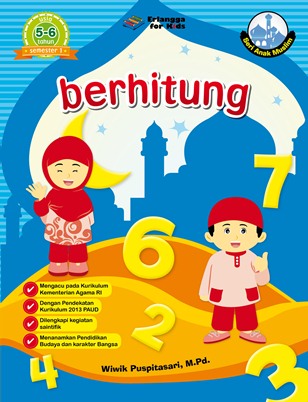 Usia
5-6
tahun
semester 1
Erlangga
for Kids
Seri Anak Muslim
berhitung
7
6
Mengacu pada Kurikulum
Kementerian Agama RI
Dengan Pendekatan
Kurikulum 2013 PAUD
Dilengkapi kegiatan
saintifik
Menanamkan Pendidikan
Budaya dan karakter Bangsa
2
4
3
Wiwik Puspitasari, M.Pd.